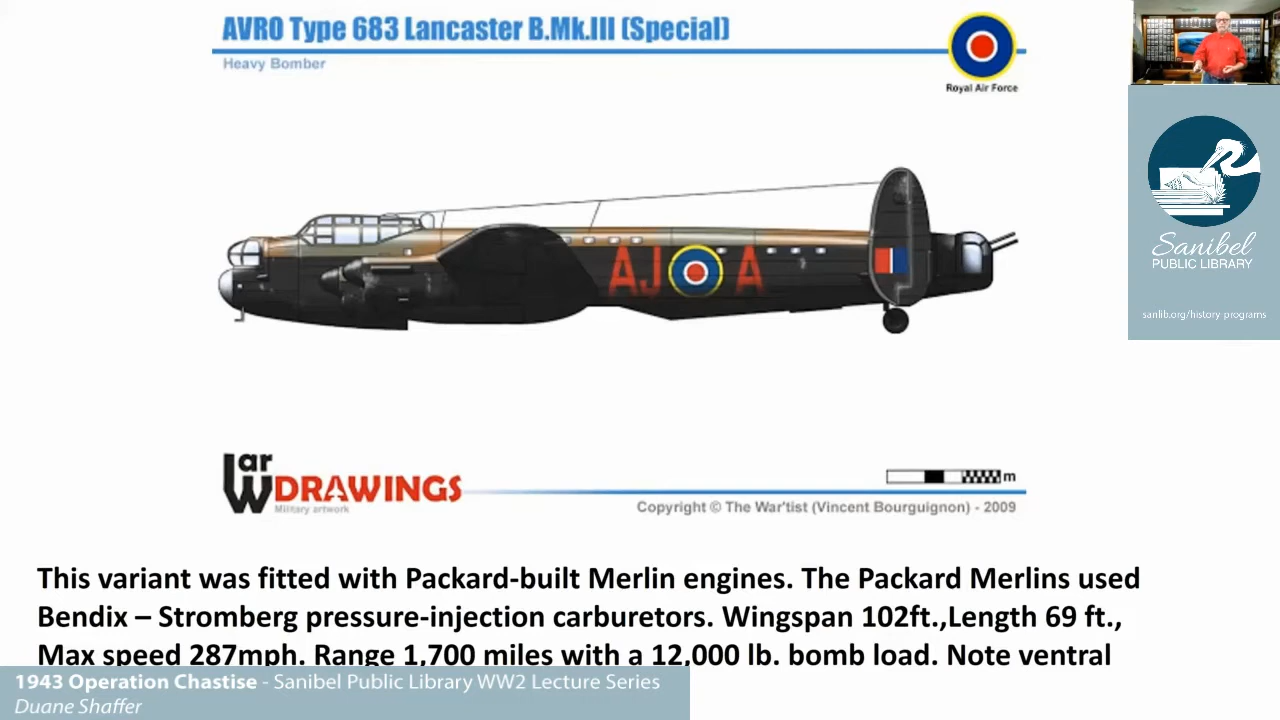 AVRO Type 683 Lancaster B.Mk.III (Special)
Heavy Bomber
Royal Air Force
AJ A
Sanibel
PUBLIC LIBRARY
sanlib.org/history programs
War DRAWINGS
Military artwork
m
Copyright © The War'tist (Vincent Bourguignon) - 2009
This variant was fitted with Packard-built Merlin engines. The Packard Merlins used
Bendix – Stromberg pressure-injection carburetors. Wingspan 102ft.,Length 69 ft.,
Max speed 287mph. Range 1,700 miles with a 12,000 lb. bomb load. Note ventral
1943 Operation Chastise - Sanibel Public Library WW2 Lecture Series
Duane Shaffer